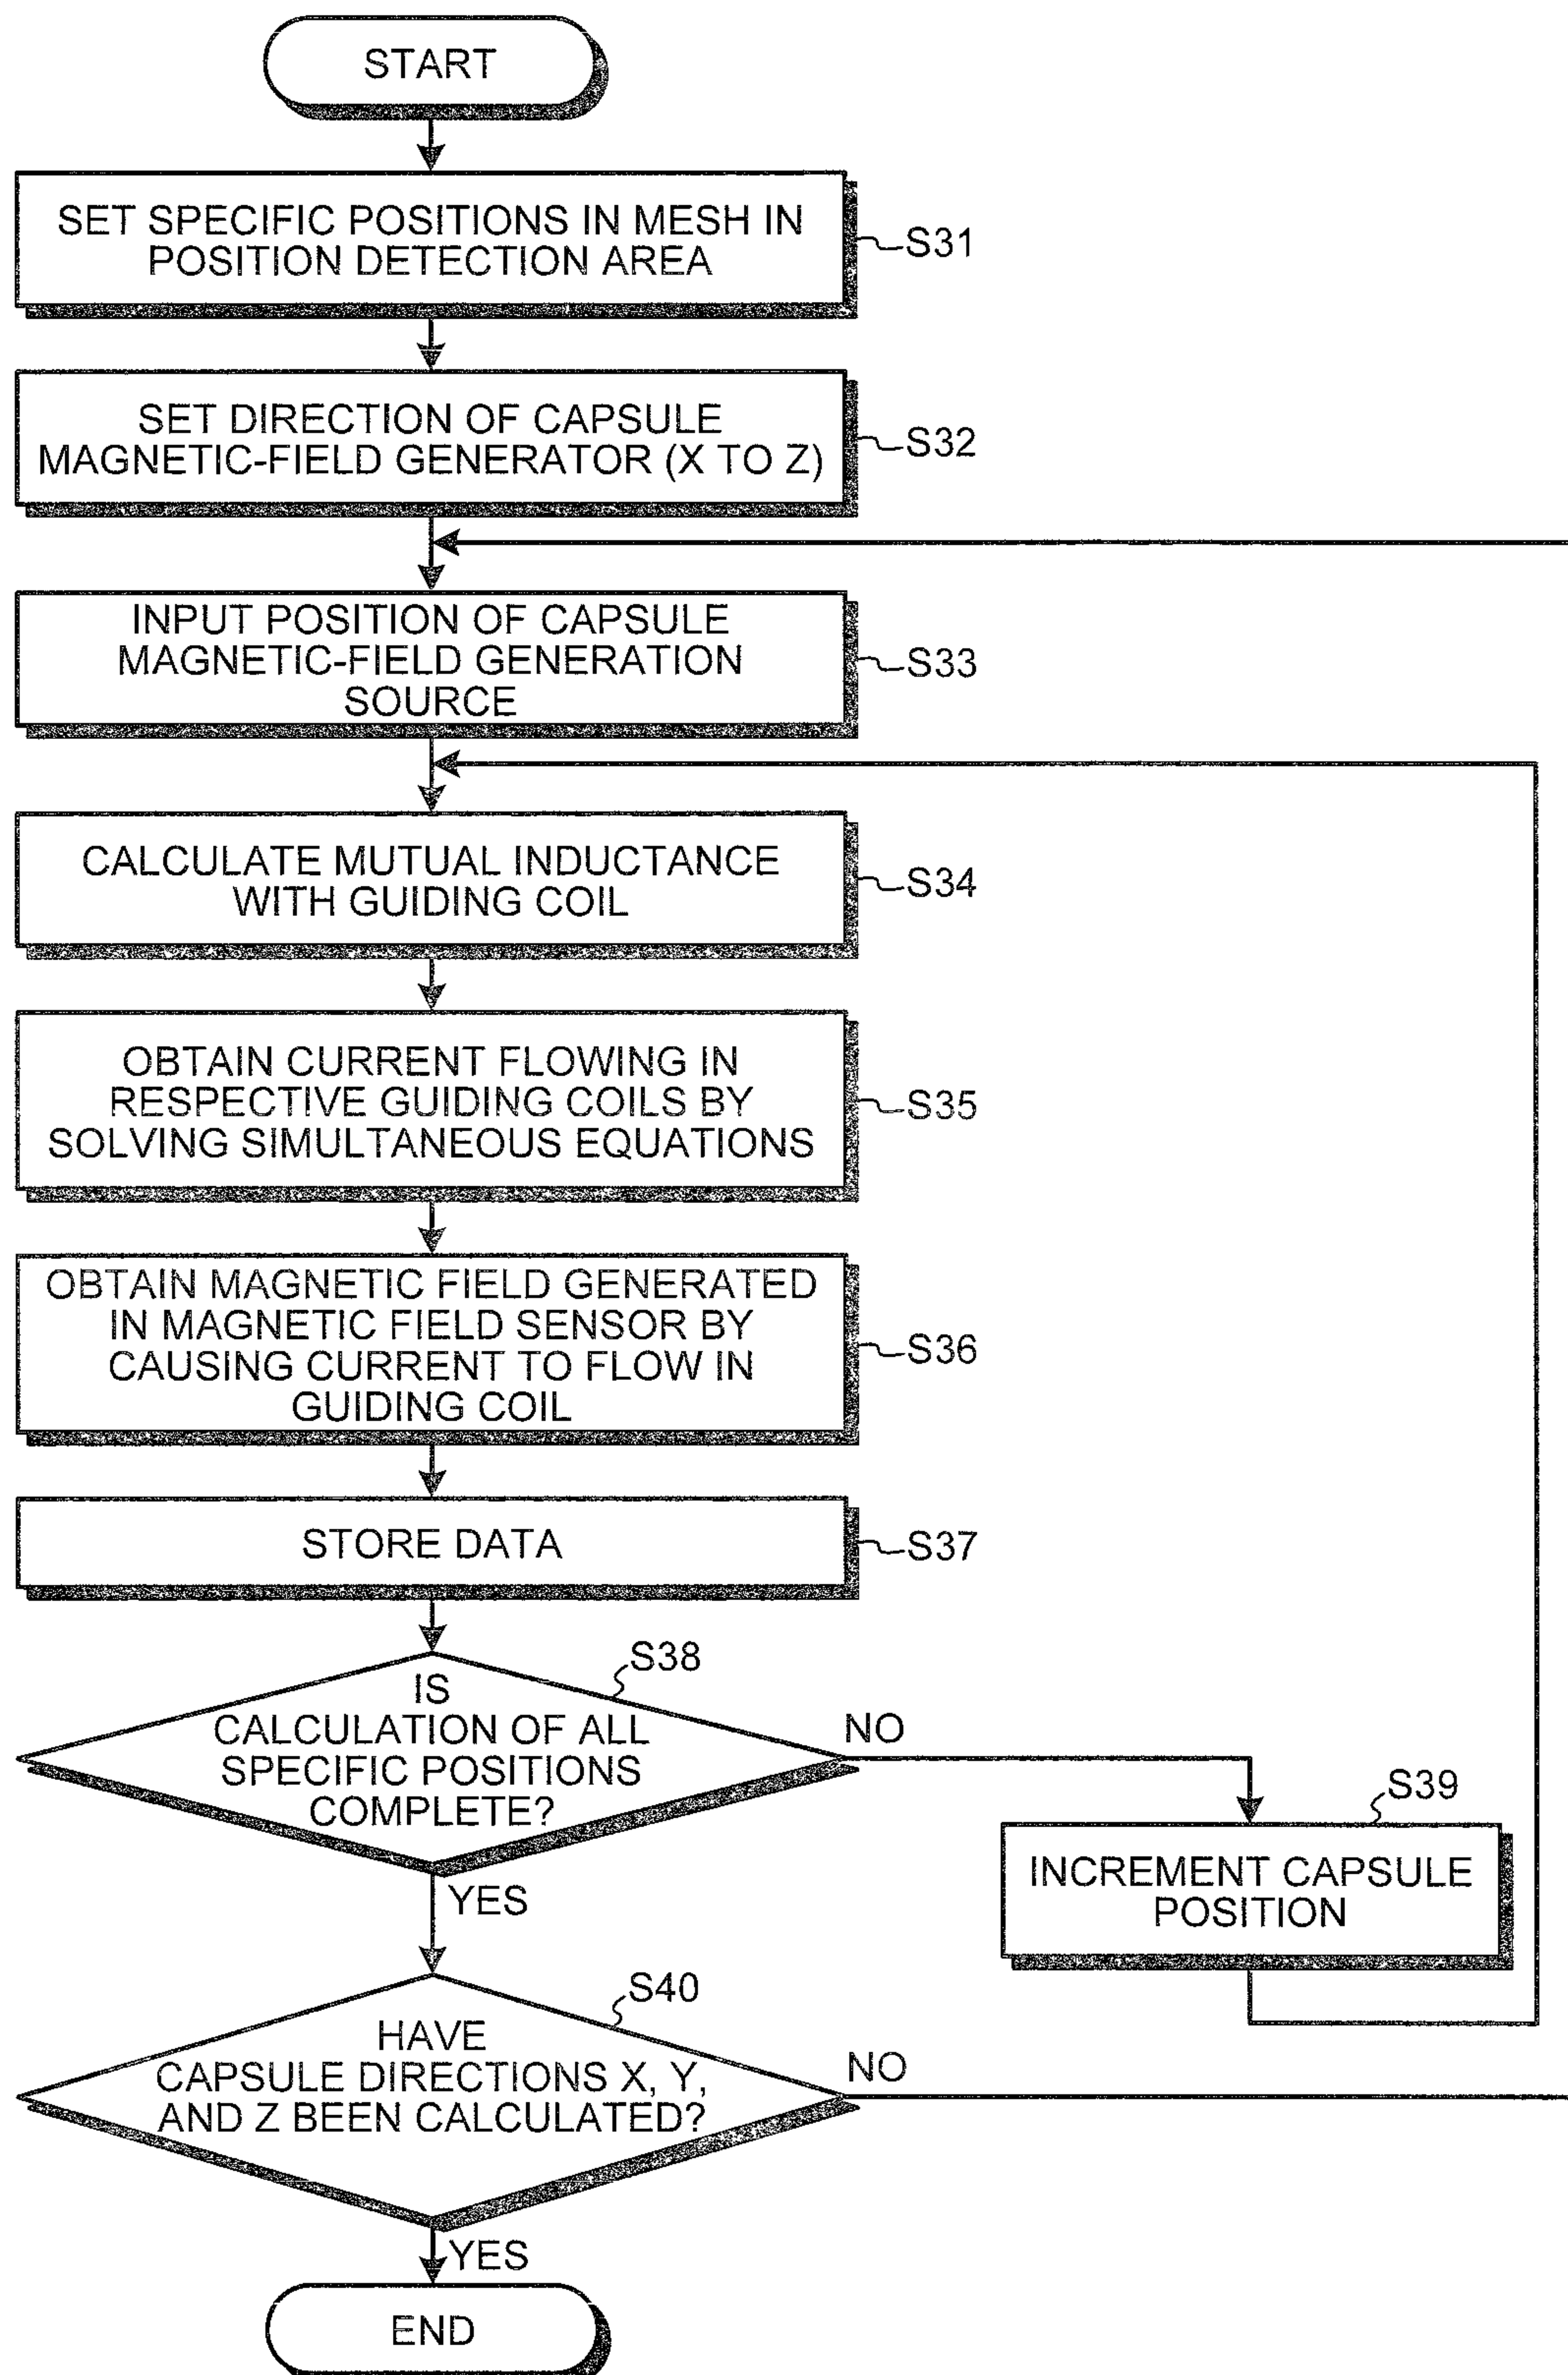 START
SET SPECIFIC POSITIONS IN MESH IN
POSITION DETECTION AREA
S31
SET DIRECTION OF CAPSULE
MAGNETIC-FIELD GENERATOR (X TO Z)
S32
INPUT POSITION OF CAPSULE
MAGNETIC-FIELD GENERATION
SOURCE
S33
CALCULATE MUTUAL INDUCTANCE
WITH GUIDING COIL
S34
OBTAIN CURRENT FLOWING IN
RESPECTIVE GUIDING COILS BY
SOLVING SIMULTANEOUS EQUATIONS
S35
OBTAIN MAGNETIC FIELD GENERATED
IN MAGNETIC FIELD SENSOR BY
CAUSING CURRENT TO FLOW IN
GUIDING COIL
S36
STORE DATA
S37
S38
IS
CALCULATION OF ALL
SPECIFIC POSITIONS
COMPLETE?
NO
YES
S39
INCREMENT CAPSULE
POSITION
S40
HAVE
CAPSULE DIRECTIONS X, Y,
AND Z BEEN CALCULATED?
NO
YES
END